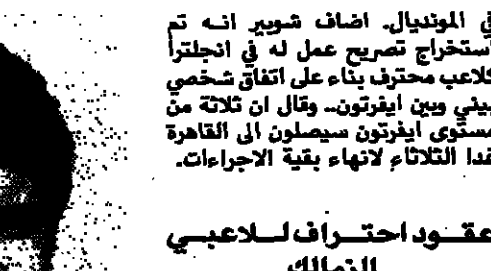 في المونديال. اضاف شوبير انه تم
استخراج تصريح عمل له في انجلترا
كلاعب محترف بناء على اتفاق شخصي
بيني وبين ايفرتون.. وقال ان ثلاثة من
مستوى ايفرتون سيصلون الى القاهرة
غدا الثلاثاء لانهاء بقية الاجراءات.
عقود احتراف للاعبي
الزمالك